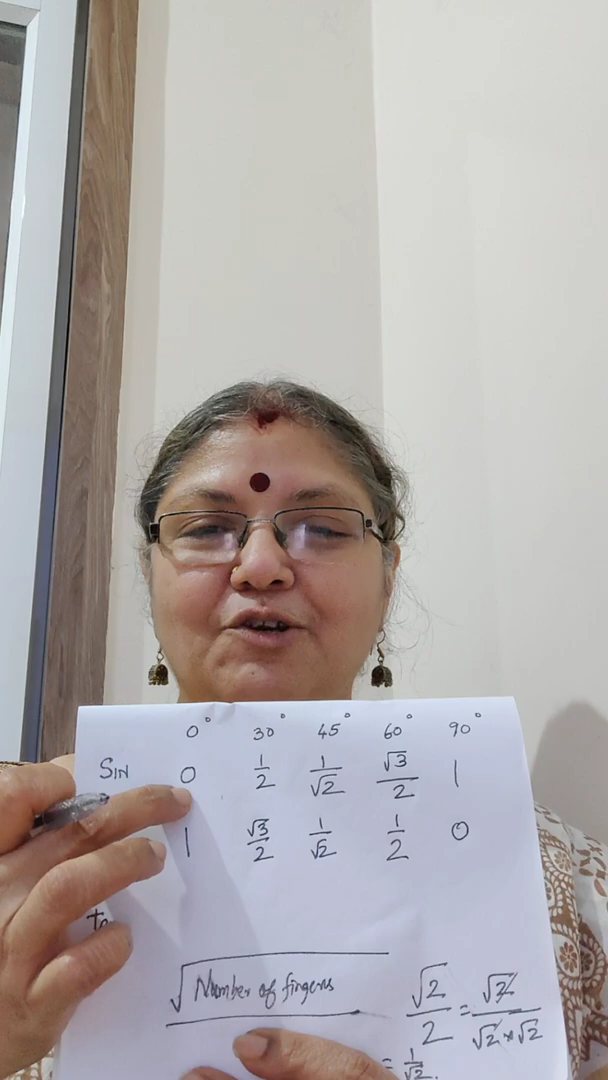 0° 30° 45° 60° 90°
SIN 0 1/2 1/√2 √3/2 1
1 √3/2 1/√2 1/2 0
√Number of fingers
√2/2 = √2/√2×√2
= 1/√2.